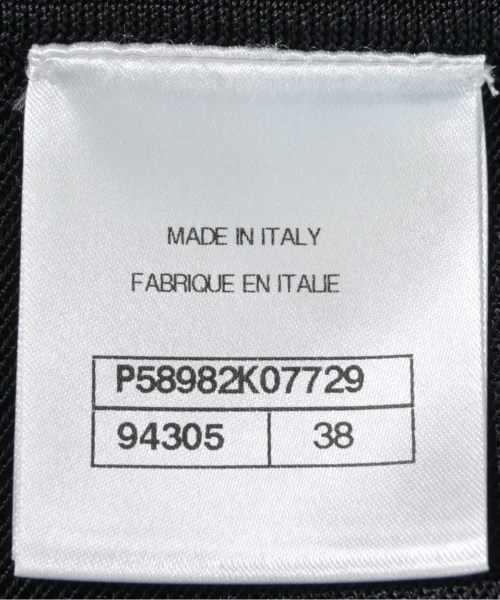 MADE IN ITALY
FABRIQUE EN ITALIE
P58982K07729
94305 38